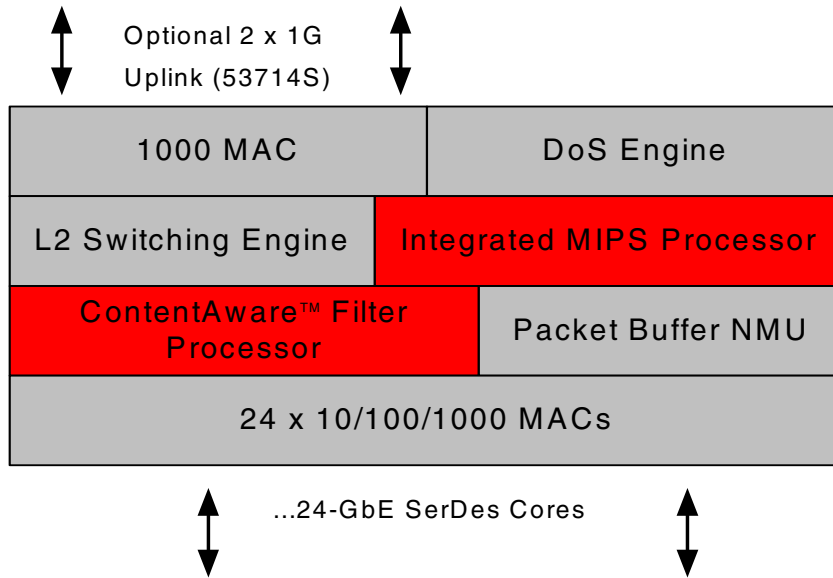 Optional 2 x 1G
Uplink (53714S)
1000 MAC
DoS Engine
L2 Switching Engine
Integrated MIPS Processor
ContentAware™ Filter
Processor
Packet Buffer NMU
24 x 10/100/1000 MACs
...24-GbE SerDes Cores